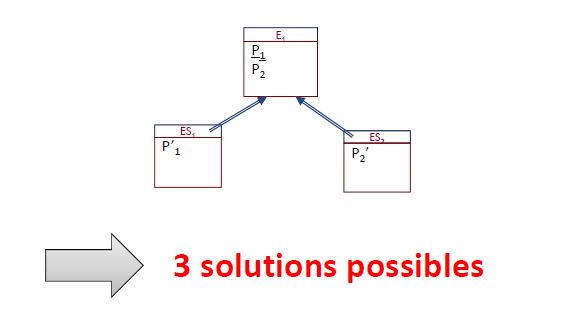 E₁
P₁
P₂
ES₁
P'₁
ES₂
P₂'
3 solutions possibles